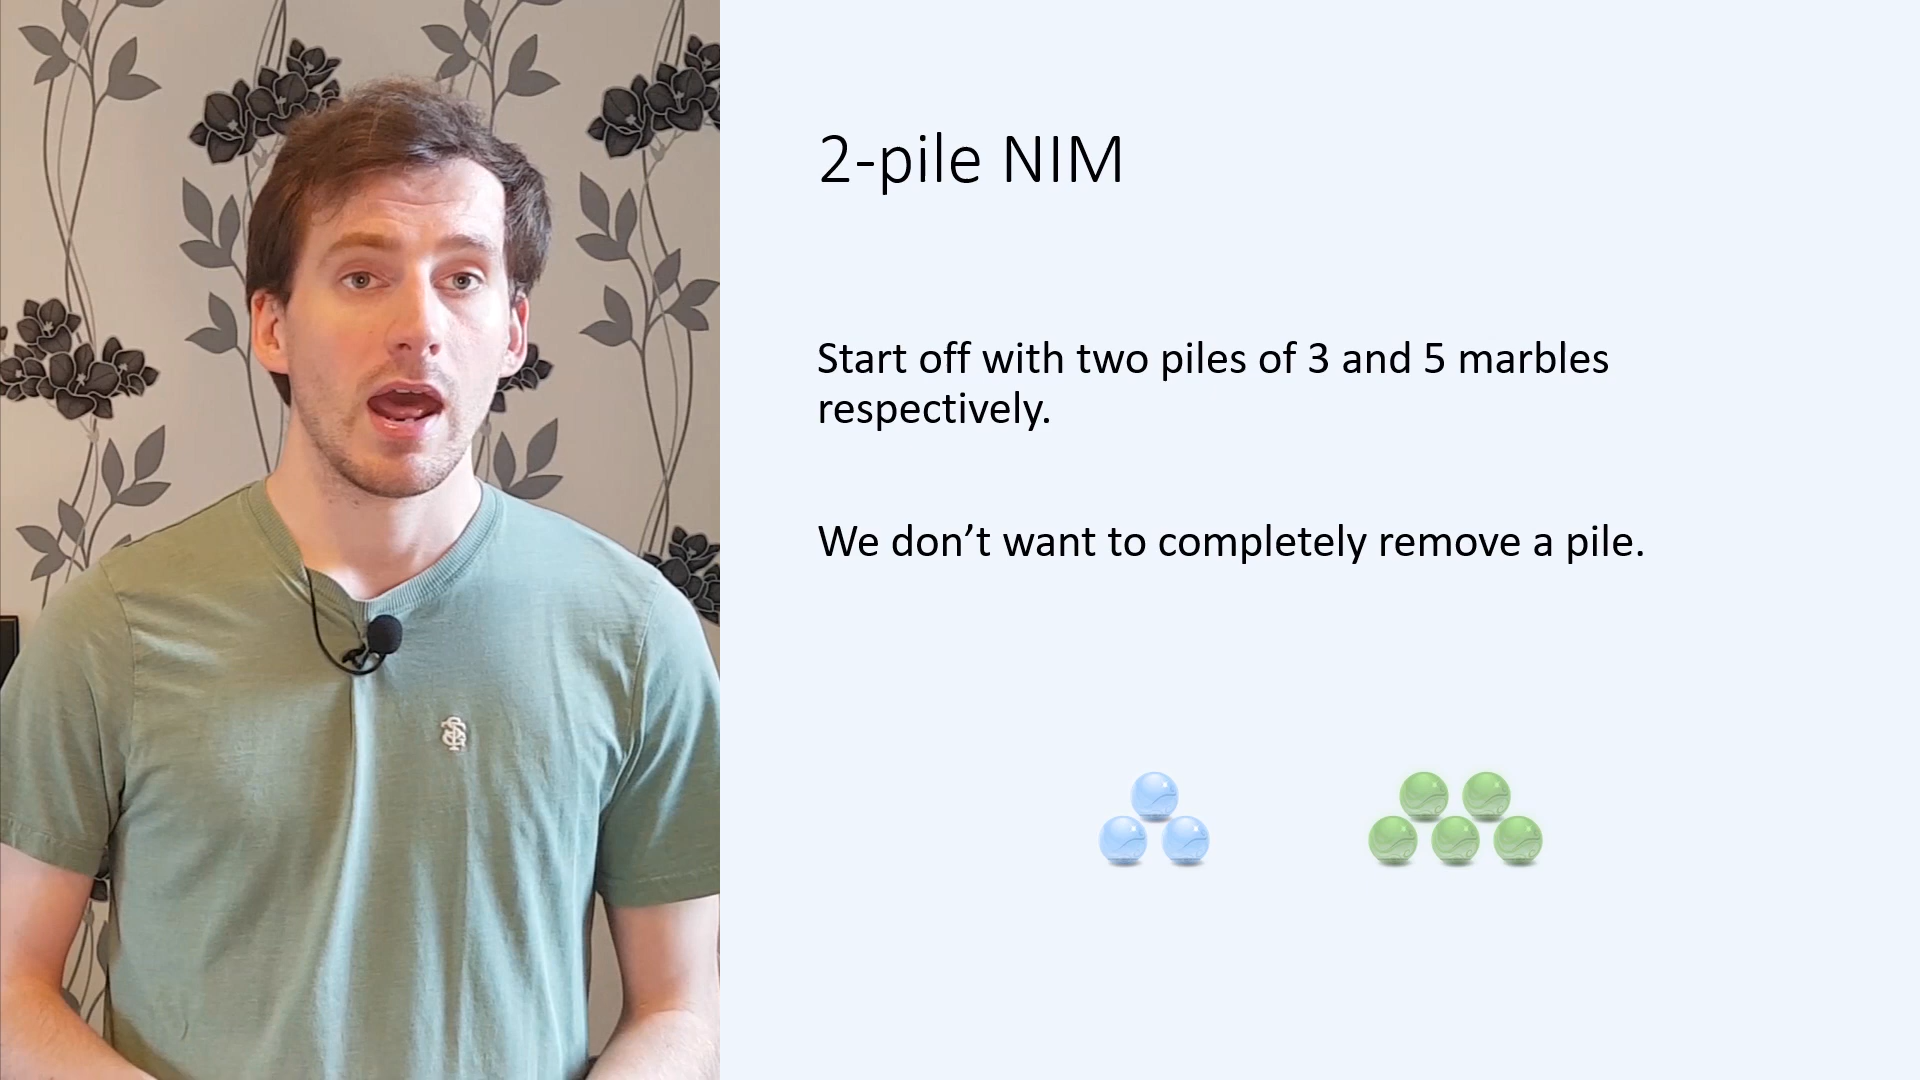 2-pile NIM
Start off with two piles of 3 and 5 marbles
respectively.
We don’t want to completely remove a pile.